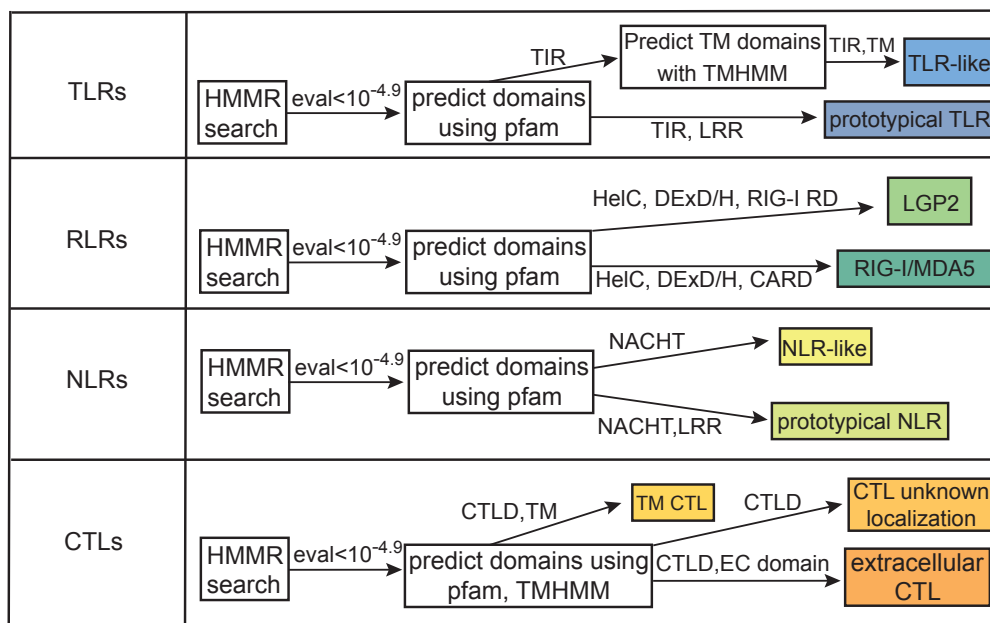 TLRs
HMMR
search
eval<10^-4.9
predict domains
using pfam
TIR
Predict TM domains
with TMHMM
TIR,TM
TLR-like
TIR, LRR
prototypical TLR
RLRs
HMMR
search
eval<10^-4.9
predict domains
using pfam
HelC, DExD/H, RIG-I RD
LGP2
HelC, DExD/H, CARD
RIG-I/MDA5
NLRs
HMMR
search
eval<10^-4.9
predict domains
using pfam
NACHT
NLR-like
NACHT,LRR
prototypical NLR
CTLs
HMMR
search
eval<10^-4.9
predict domains using
pfam, TMHMM
CTLD,TM
TM CTL
CTLD
CTL unknown
localization
CTLD,EC domain
extracellular
CTL